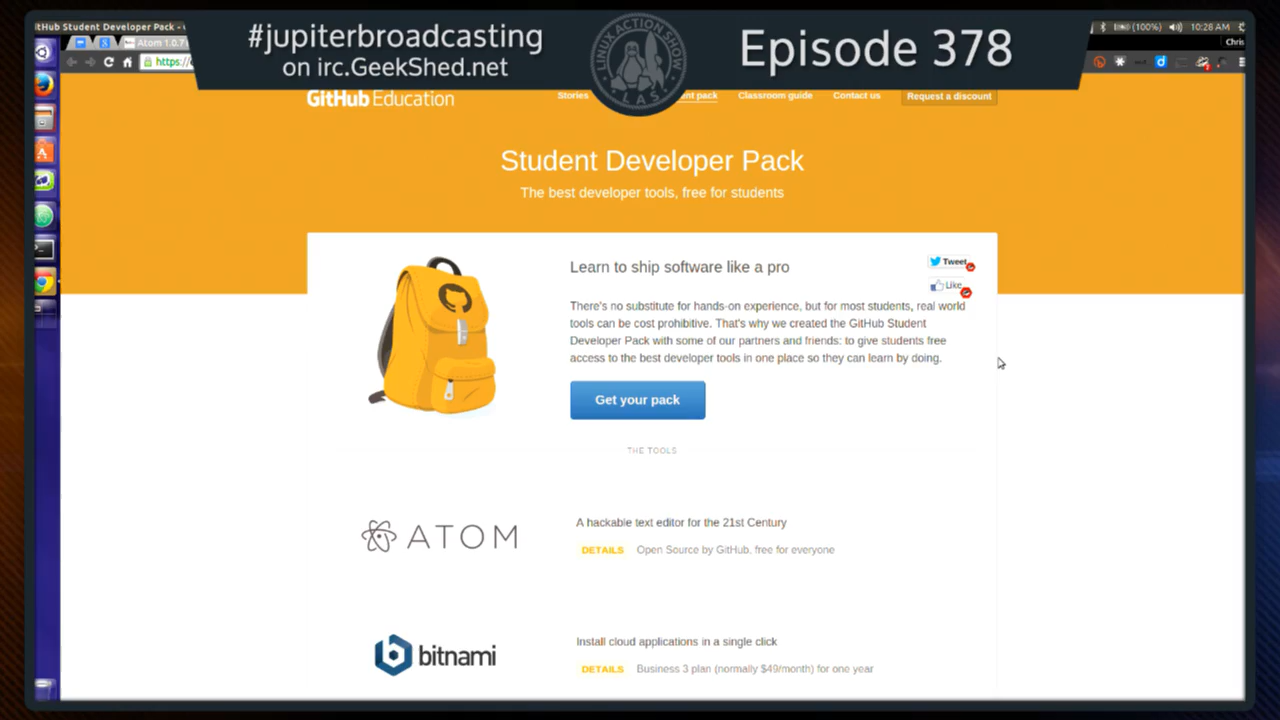 #jupiterbroadcasting
on irc.GeekShed.net
LINUX ACTION SHOW
L.A.S.
Episode 378
GitHub Student Developer Pack -
10:28 AM
(100%)
Chris
Atom 1.0.7
https://
GitHub Education
Stories
pack
Classroom guide
Contact us
Request a discount
Student Developer Pack
The best developer tools, free for students
Learn to ship software like a pro
Tweet
Like
There's no substitute for hands-on experience, but for most students, real world
tools can be cost prohibitive. That's why we created the GitHub Student
Developer Pack with some of our partners and friends: to give students free
access to the best developer tools in one place so they can learn by doing.
Get your pack
THE TOOLS
ATOM
A hackable text editor for the 21st Century
DETAILS Open Source by GitHub, free for everyone
bitnami
Install cloud applications in a single click
DETAILS Business 3 plan (normally $49/month) for one year